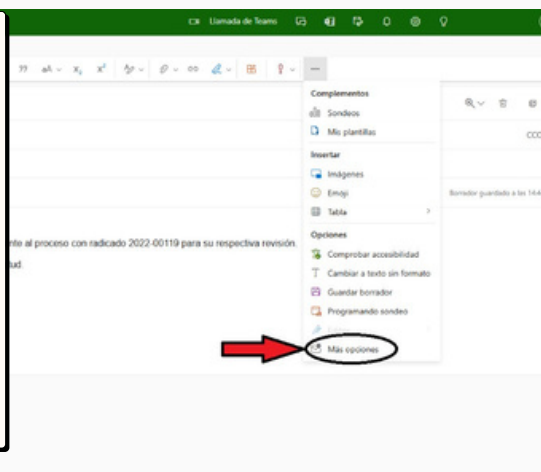 Llamada de Teams
Complementos
Sondeos
Mis plantillas
CCO
Insertar
Imágenes
Emoji
Borrador guardado a las 14:4
Tabla
Opciones
nte al proceso con radicado 2022-00119 para su respectiva revisión.
Comprobar accesibilidad
ud.
Cambiar a texto sin formato
Guardar borrador
Programando sondeo
Más opciones